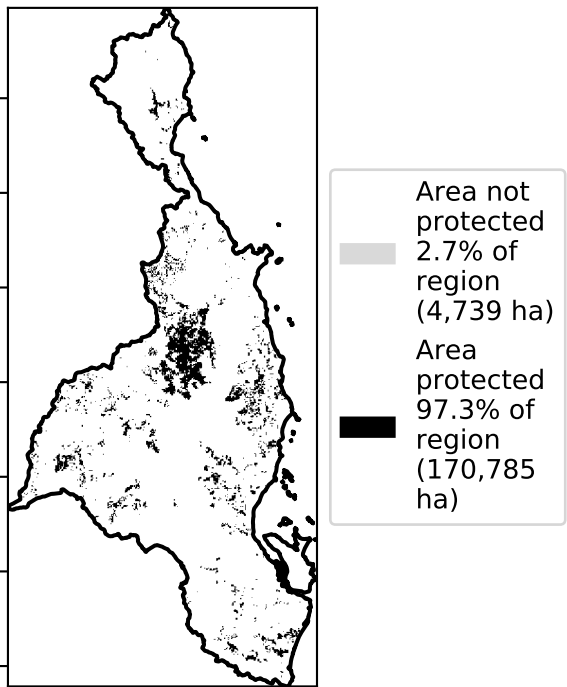 Area not
protected
2.7% of
region
(4,739 ha)
Area
protected
97.3% of
region
(170,785
ha)